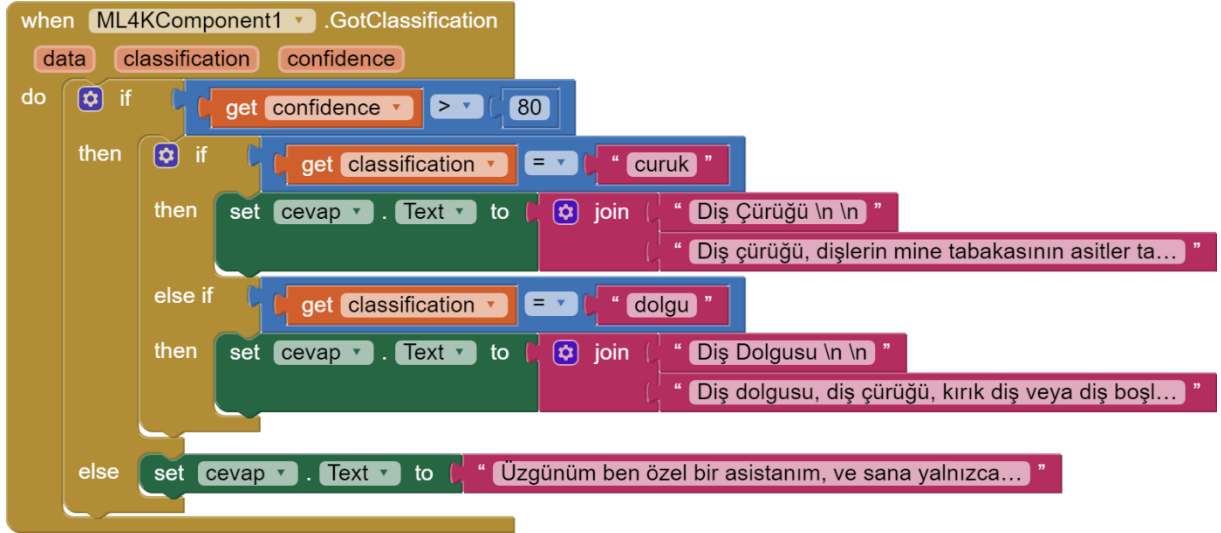 when ML4KComponent1 .GotClassification
data classification confidence
do if get confidence > 80
then if get classification = " curuk "
then set cevap . Text to join " Diş Çürüğü \n \n "
" Diş çürüğü, dişlerin mine tabakasının asitler ta… "
else if get classification = " dolgu "
then set cevap . Text to join " Diş Dolgusu \n \n "
" Diş dolgusu, diş çürüğü, kırık diş veya diş boşl… "
else set cevap . Text to " Üzgünüm ben özel bir asistanım, ve sana yalnızca… "